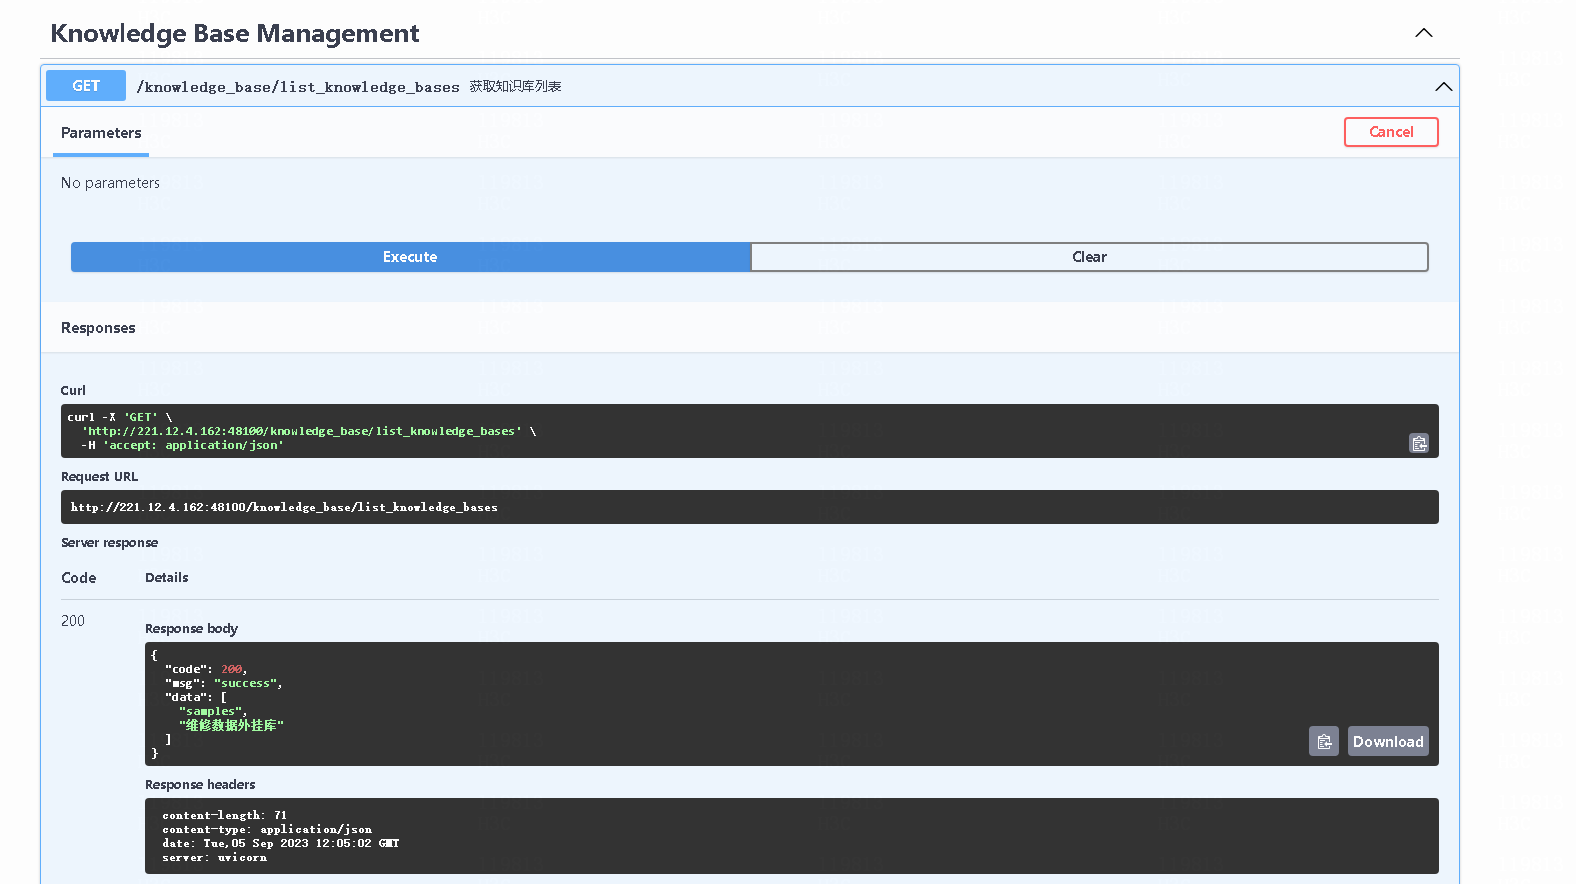 Knowledge Base Management
GET /knowledge_base/list_knowledge_bases 获取知识库列表
Parameters
Cancel
No parameters
Execute
Clear
Responses
Curl
curl -X 'GET' \
'http://221.12.4.162:48100/knowledge_base/list_knowledge_bases' \
-H 'accept: application/json'
Request URL
http://221.12.4.162:48100/knowledge_base/list_knowledge_bases
Server response
Code Details
200
Response body
{
"code": 200,
"msg": "success",
"data": [
"samples",
"维修数据外挂库"
]
}
Download
Response headers
content-length: 71
content-type: application/json
date: Tue,05 Sep 2023 12:05:02 GMT
server: uvicorn